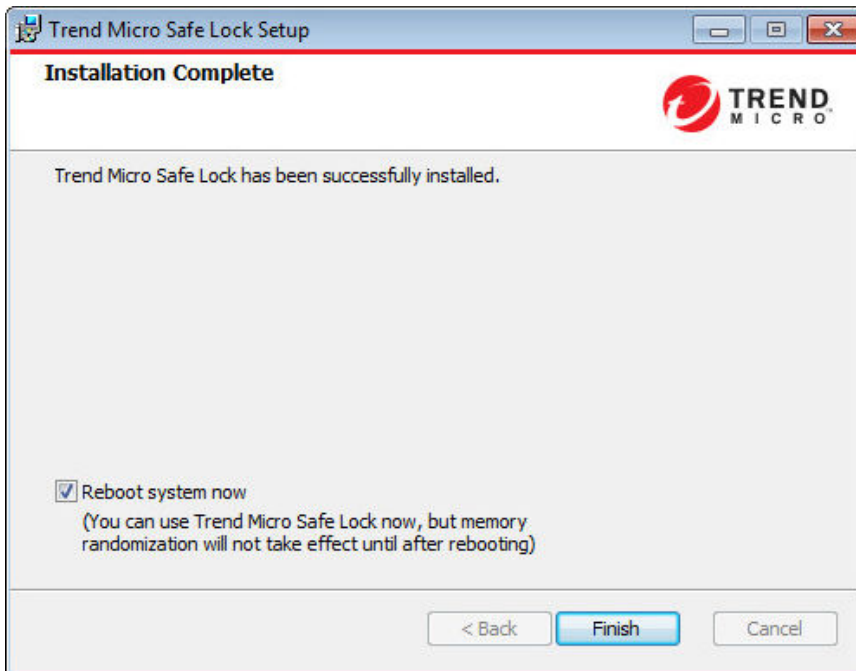 Trend Micro Safe Lock Setup
Installation Complete
TREND
MICRO
Trend Micro Safe Lock has been successfully installed.
Reboot system now
(You can use Trend Micro Safe Lock now, but memory
randomization will not take effect until after rebooting)
< Back
Finish
Cancel